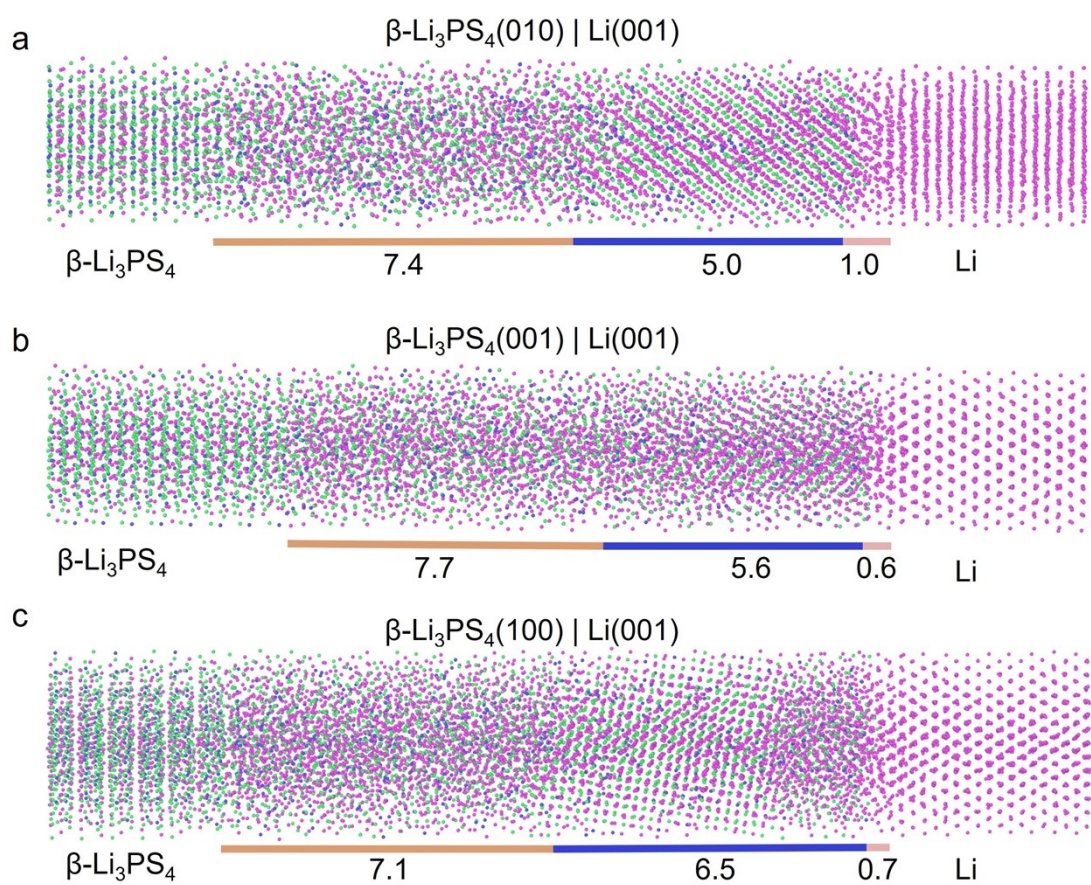 a
β-Li₃PS₄(010) | Li(001)
β-Li₃PS₄ 7.4 5.0 1.0 Li
b
β-Li₃PS₄(001) | Li(001)
β-Li₃PS₄ 7.7 5.6 0.6 Li
c
β-Li₃PS₄(100) | Li(001)
β-Li₃PS₄ 7.1 6.5 0.7 Li